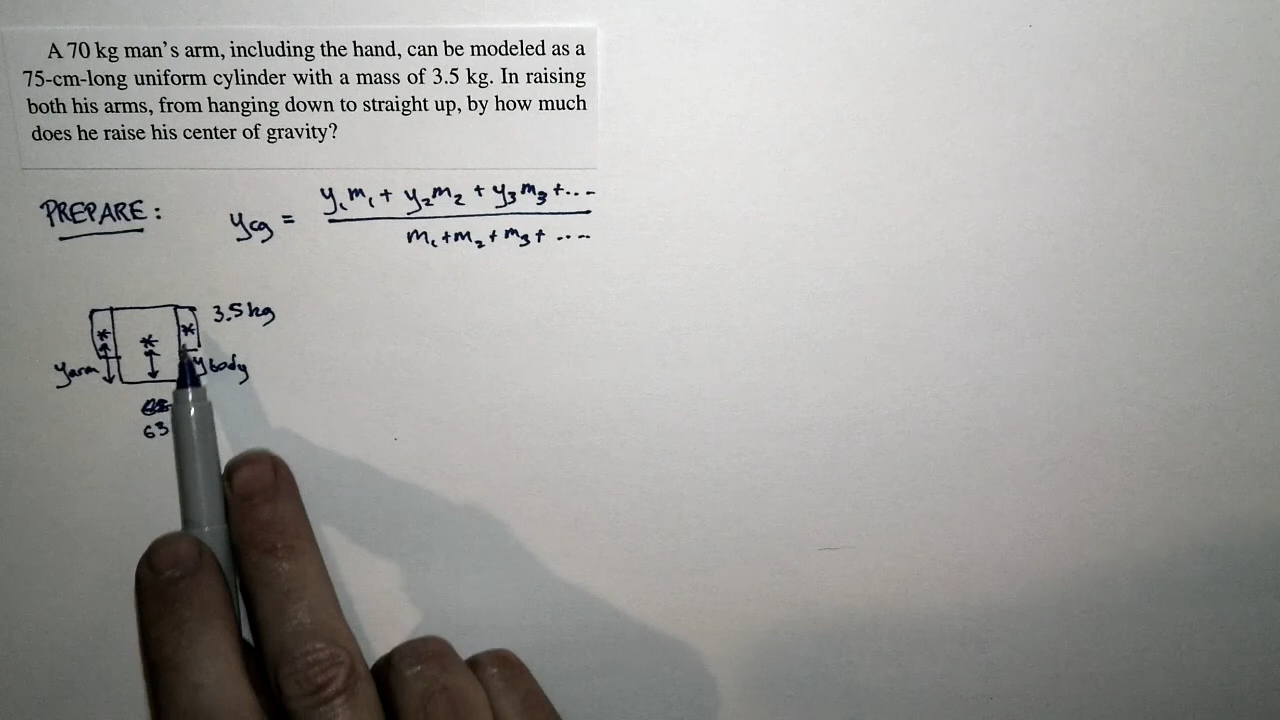 A 70 kg man's arm, including the hand, can be modeled as a
75-cm-long uniform cylinder with a mass of 3.5 kg. In raising
both his arms, from hanging down to straight up, by how much
does he raise his center of gravity?
PREPARE: ycg = y₁m₁ + y₂m₂ + y₃m₃ + ...
m₁ + m₂ + m₃ + ....
3.5kg
yarm ybody
63